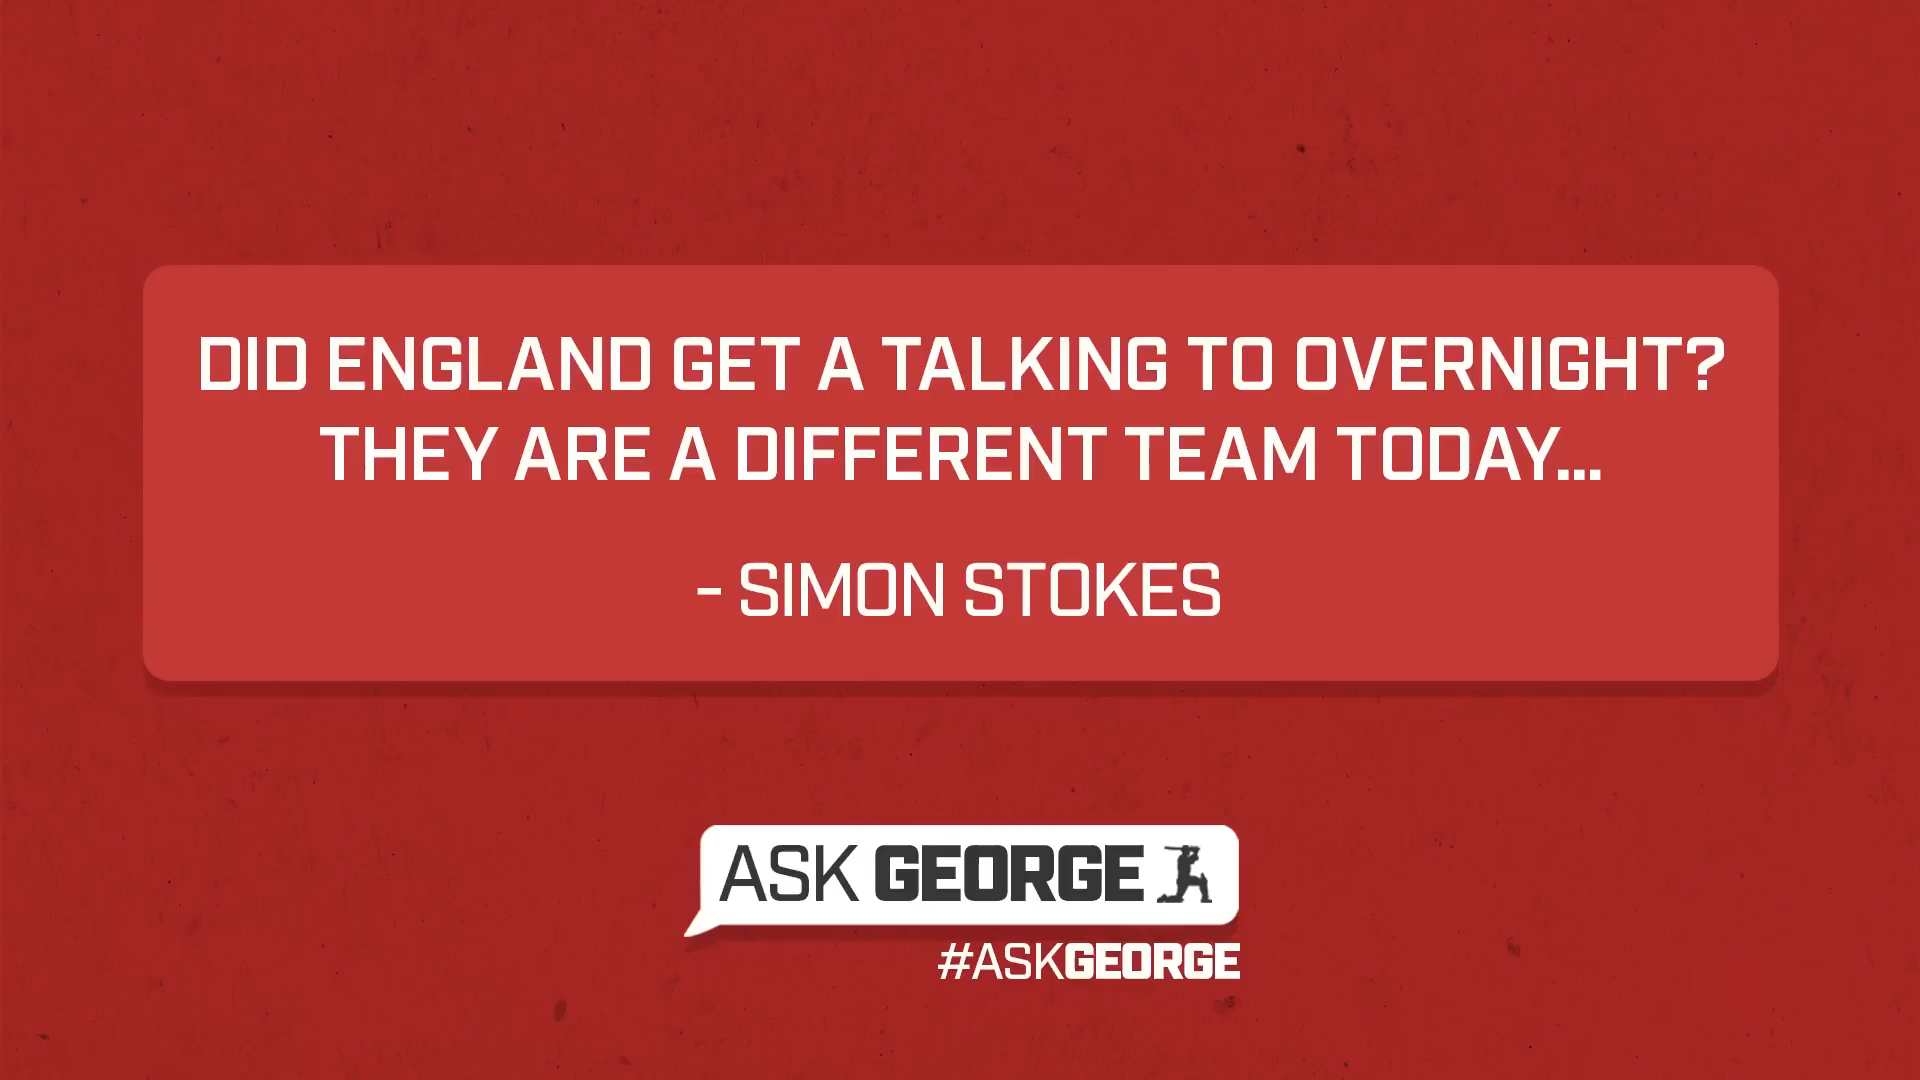 DID ENGLAND GET A TALKING TO OVERNIGHT?
THEY ARE A DIFFERENT TEAM TODAY...
- SIMON STOKES
ASK GEORGE
#ASKGEORGE